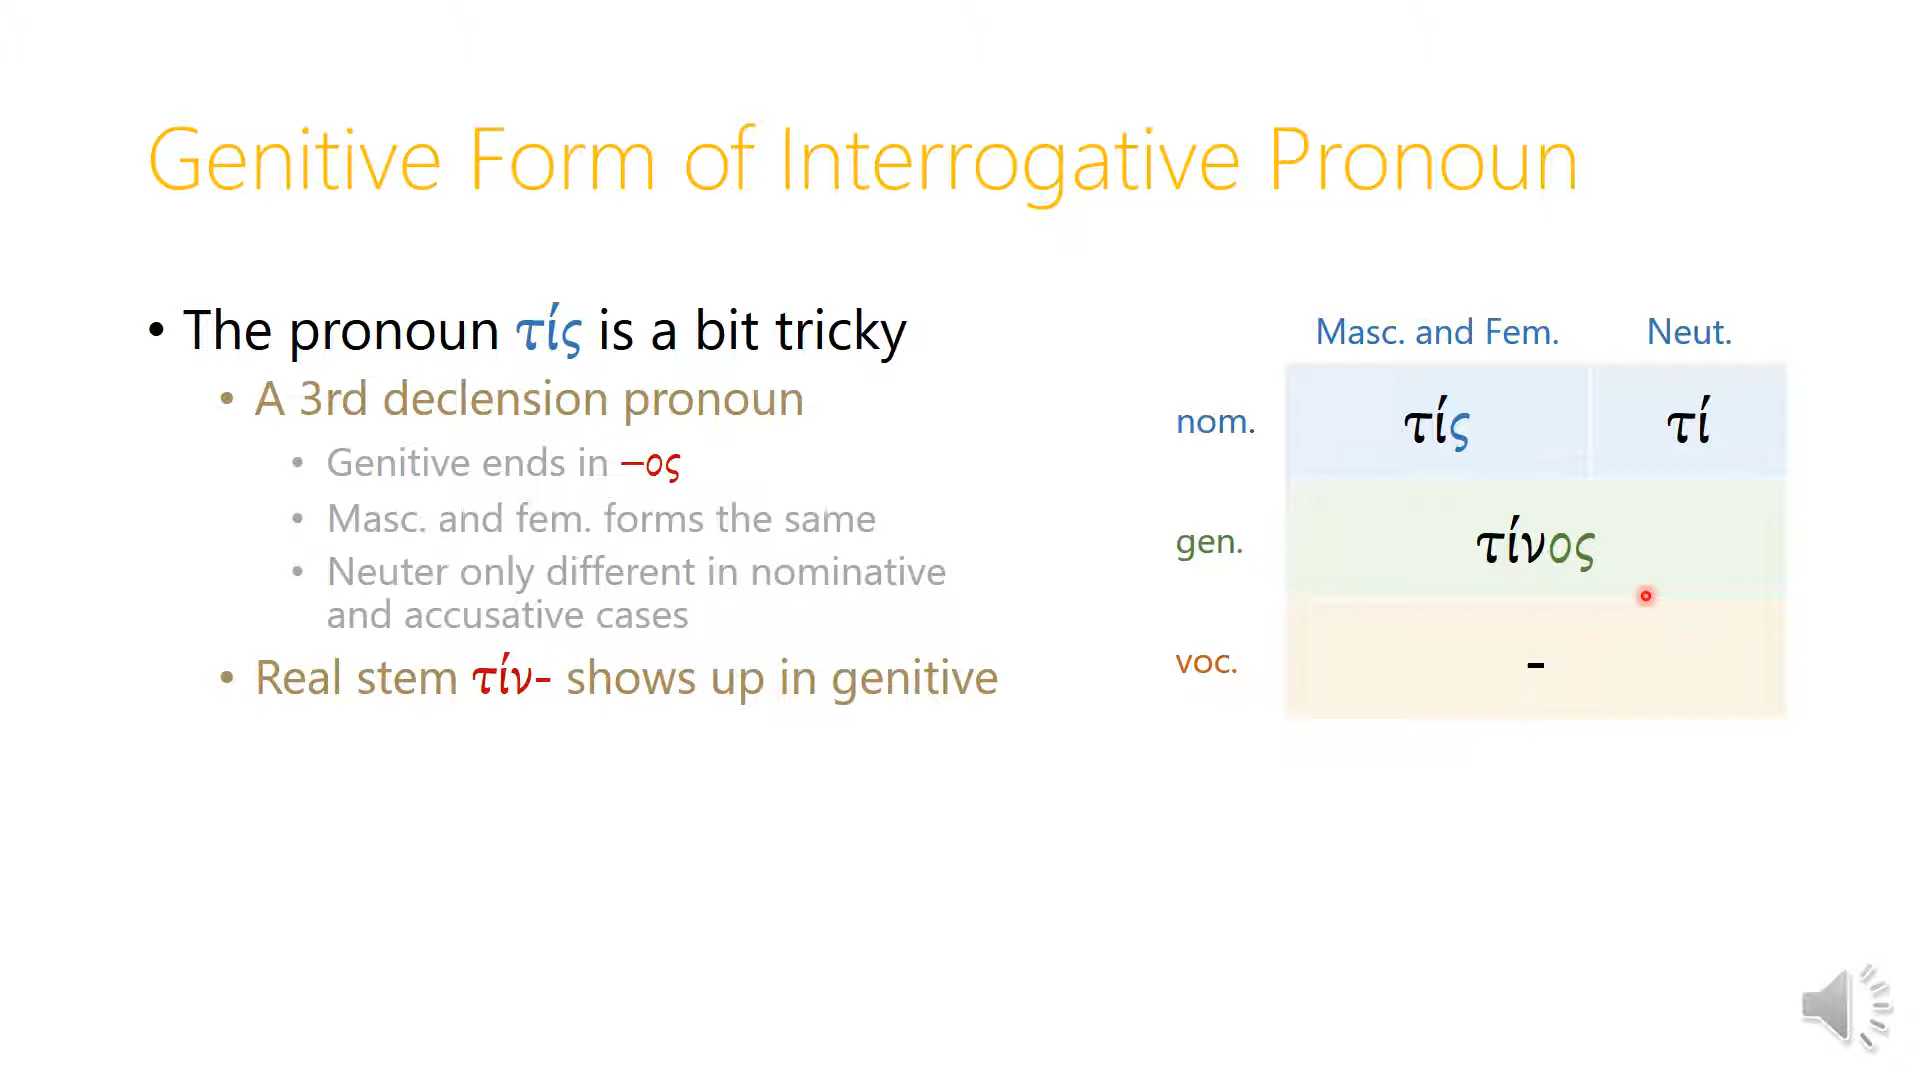 Genitive Form of Interrogative Pronoun
• The pronoun τίς is a bit tricky
• A 3rd declension pronoun
• Genitive ends in –ος
• Masc. and fem. forms the same
• Neuter only different in nominative
and accusative cases
• Real stem τίν- shows up in genitive
Masc. and Fem. Neut.
nom. τίς τί
gen. τίνος
voc. -